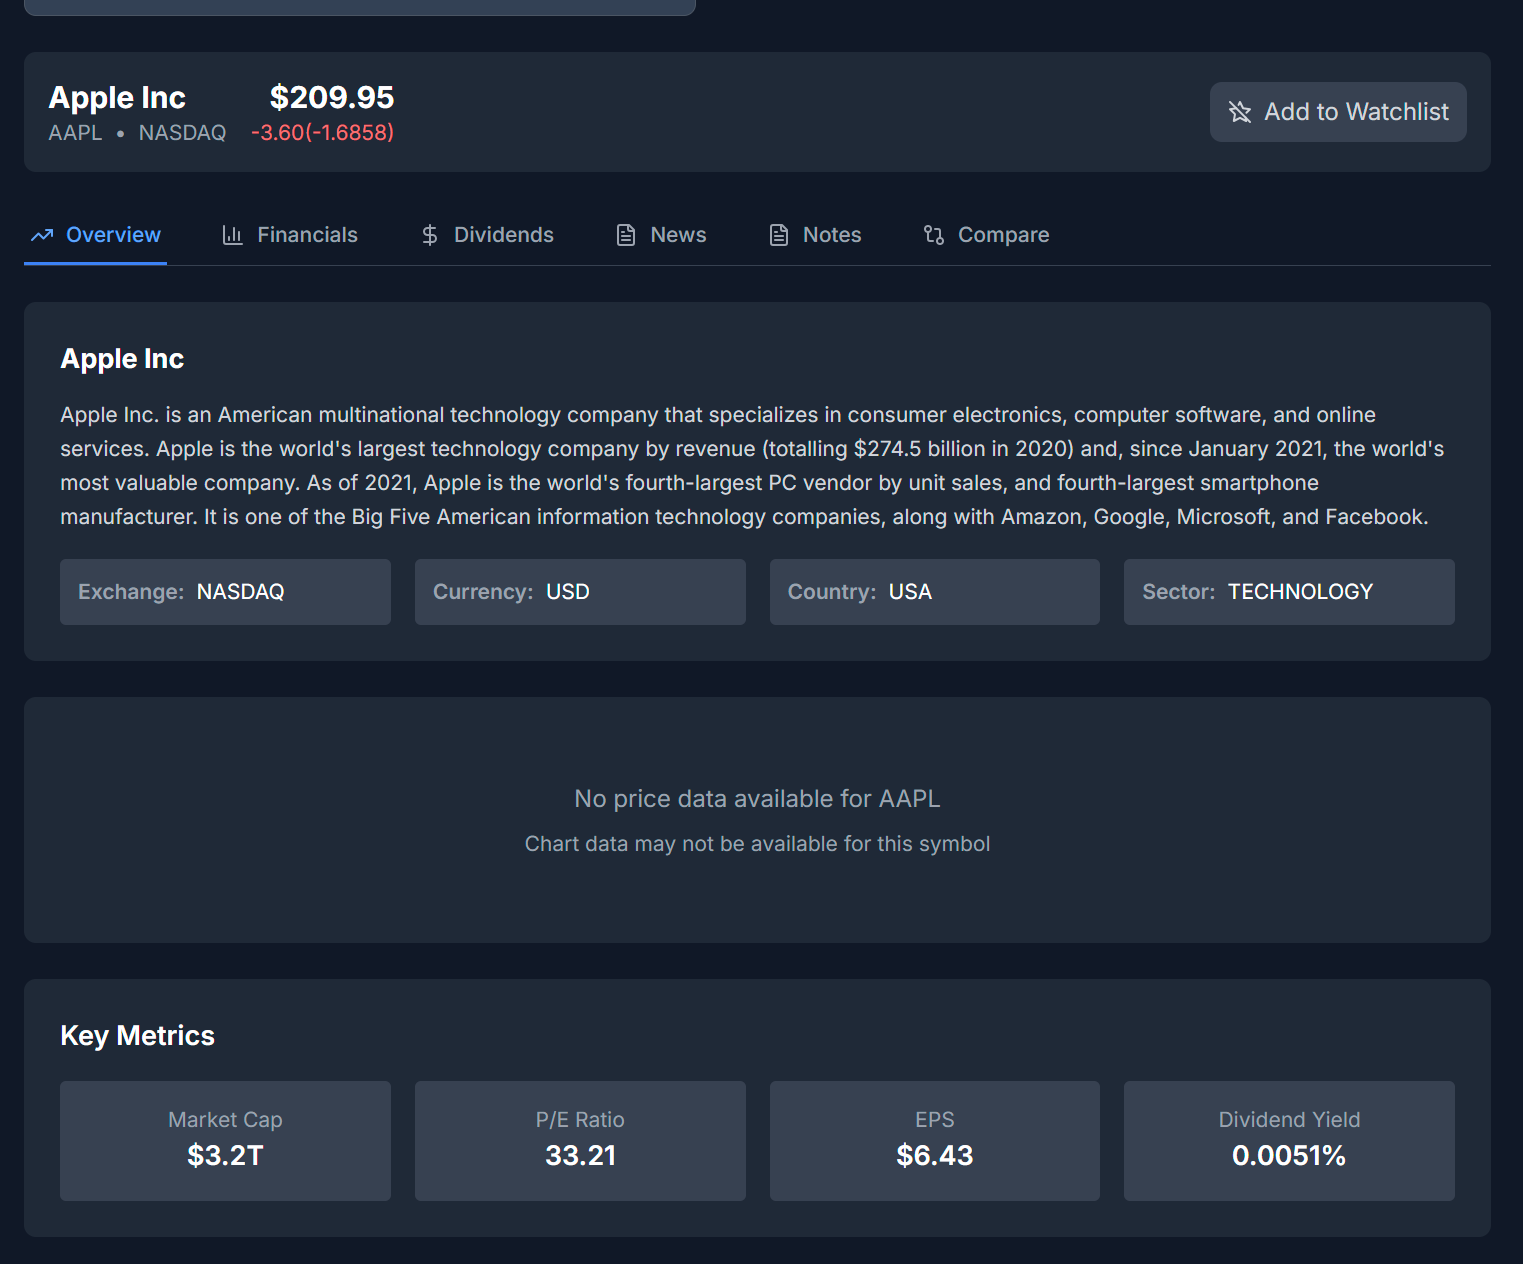 Apple Inc
$209.95
AAPL • NASDAQ
-3.60(-1.6858)
Add to Watchlist
Overview
Financials
Dividends
News
Notes
Compare
Apple Inc
Apple Inc. is an American multinational technology company that specializes in consumer electronics, computer software, and online
services. Apple is the world's largest technology company by revenue (totalling $274.5 billion in 2020) and, since January 2021, the world's
most valuable company. As of 2021, Apple is the world's fourth-largest PC vendor by unit sales, and fourth-largest smartphone
manufacturer. It is one of the Big Five American information technology companies, along with Amazon, Google, Microsoft, and Facebook.
Exchange: NASDAQ
Currency: USD
Country: USA
Sector: TECHNOLOGY
No price data available for AAPL
Chart data may not be available for this symbol
Key Metrics
Market Cap
$3.2T
P/E Ratio
33.21
EPS
$6.43
Dividend Yield
0.0051%